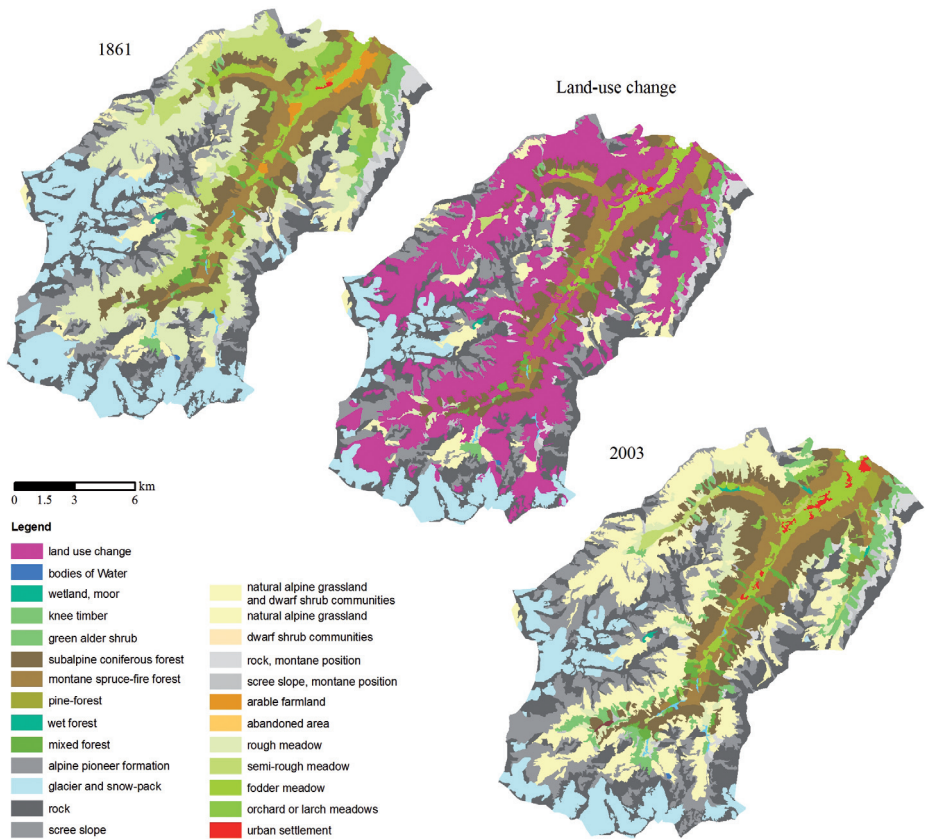 1861
Land-use change
2003
0 1.5 3 6 km
Legend
land use change
bodies of Water
wetland, moor
knee timber
green alder shrub
subalpine coniferous forest
montane spruce-fire forest
pine-forest
wet forest
mixed forest
alpine pioneer formation
glacier and snow-pack
rock
scree slope
natural alpine grassland
and dwarf shrub communities
natural alpine grassland
dwarf shrub communities
rock, montane position
scree slope, montane position
arable farmland
abandoned area
rough meadow
semi-rough meadow
fodder meadow
orchard or larch meadows
urban settlement